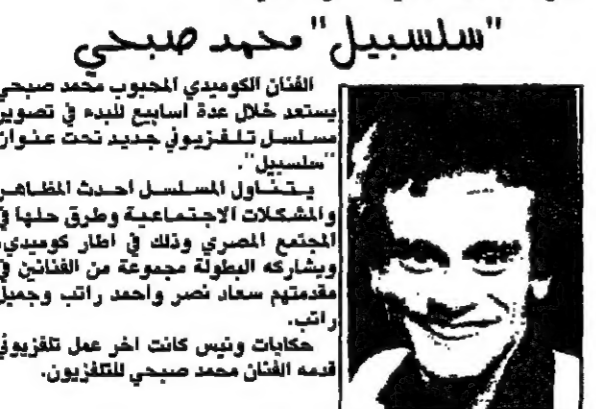 "سلسبيل" محمد صبحي
الفنان الكوميدي المحبوب محمد صبحي
يستعد خلال عدة اسابيع للبدء في تصوير
مسلسل تلفزيوني جديد تحت عنوان
"سلسبيل".
يتناول المسلسل أحدث المظاهر
والمشكلات الاجتماعية وطرق حلها في
المجتمع المصري وذلك في اطار كوميدي،
ويشاركه البطولة مجموعة من الفنانين في
مقدمتهم سعاد نصر وأحمد راتب وجميل
راتب.
حكايات ونيس كانت اخر عمل تلفزيوني
قدمه الفنان محمد صبحي للتلفزيون.